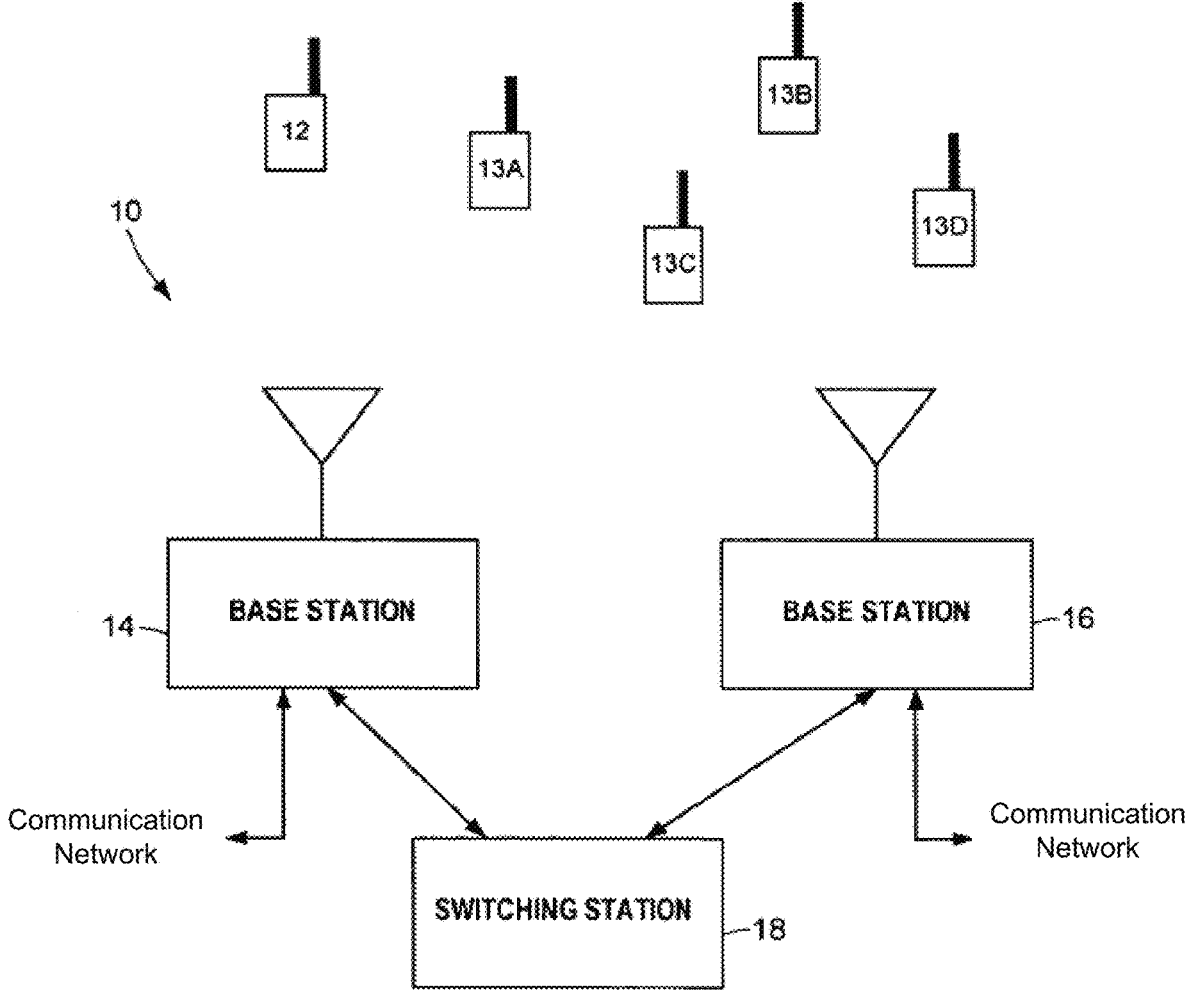 13B
12
13A
10
13D
13C
BASE STATION
BASE STATION
14
16
Communication
Network
Communication
Network
SWITCHING STATION
18